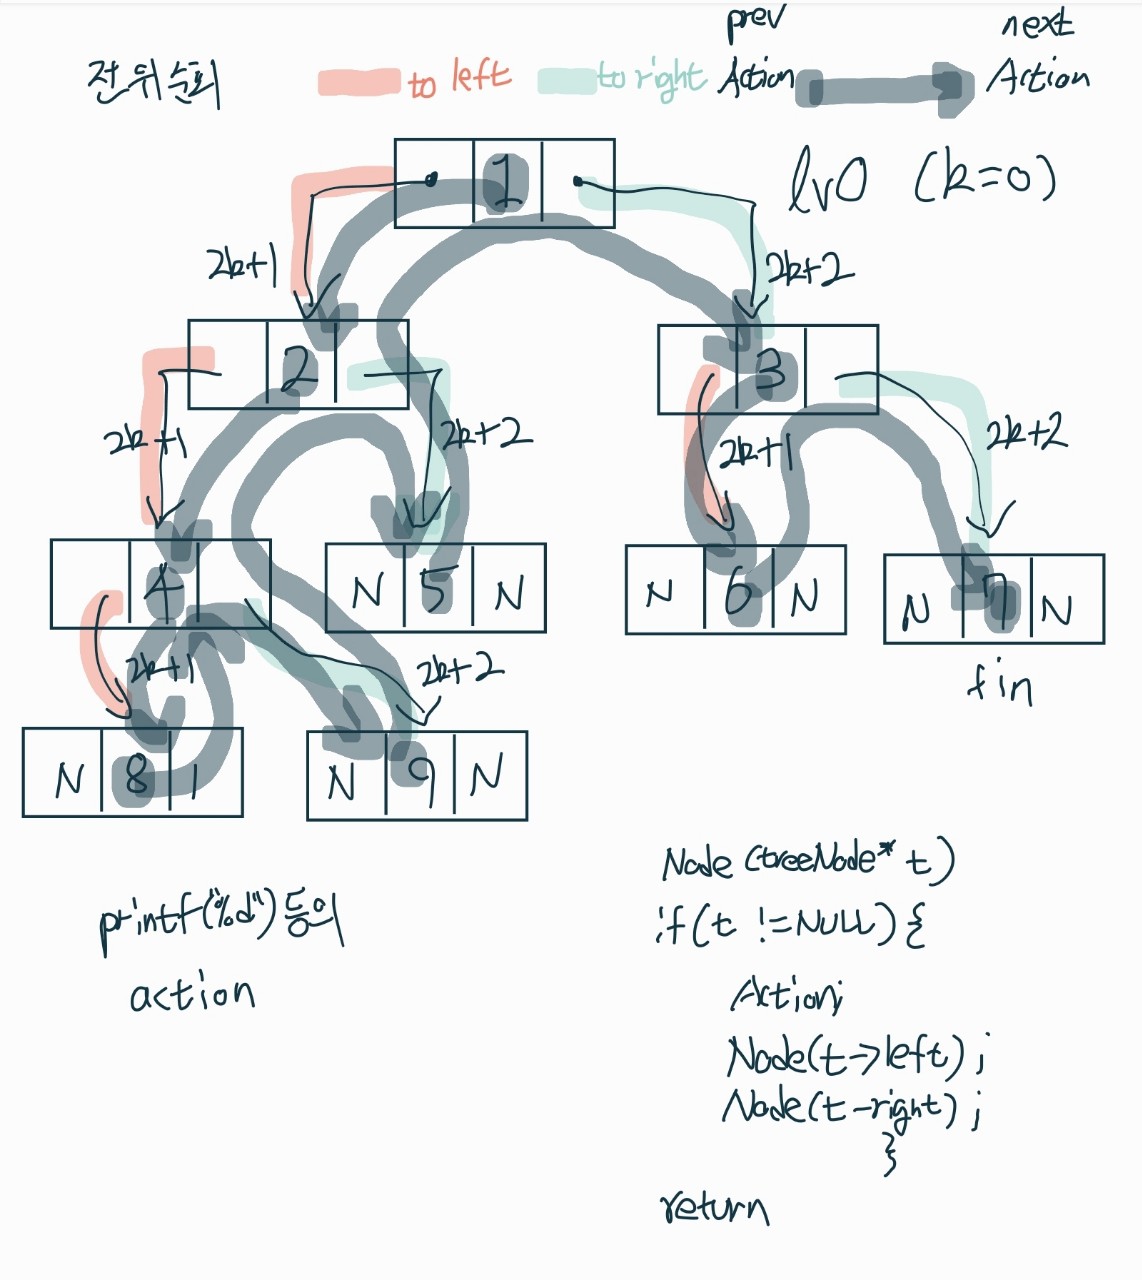 prev
next
전 뒤 순회
to left
to right
Action
Action
1
lv0 (k=0)
2k+1
2k+2
2
3
2k+1
2k+2
2k+1
2k+2
4
N 5 N
N 6 N
N 7 N
2k+1
2k+2
fin
N 8 |
N 9 N
printf("%d") 등의
action
Node (treeNode* t)
if(t !=NULL) {
Action;
Node(t->left) ;
Node(t-right) ;
}
return